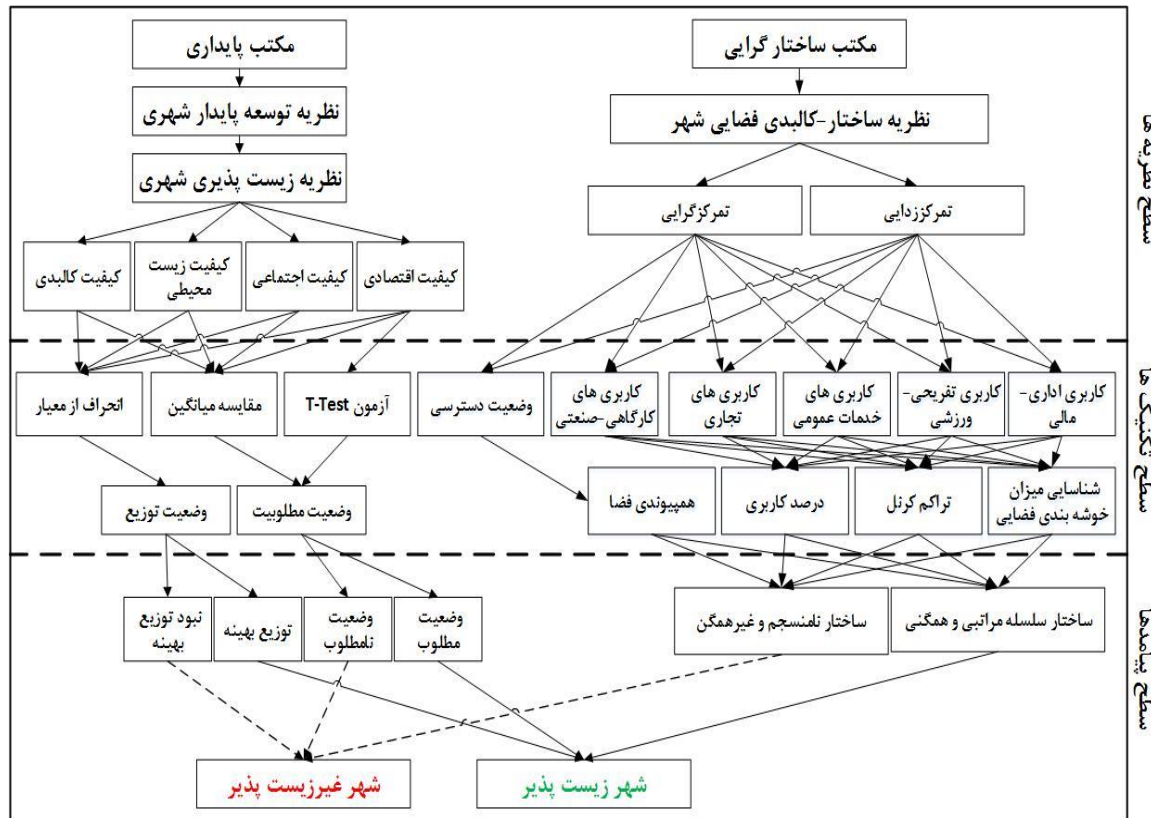 مکتب ساختار گرایی
مکتب پایداری
نظریه ساختار-کالبدی فضایی شهر
نظریه توسعه پایدار شهری
نظریه زیست پذیری شهری
تمرکززدایی
تمرکزگرایی
کیفیت اقتصادی
کیفیت اجتماعی
کیفیت زیست
محیطی
کیفیت کالبدی
سطح نظریه ها
کاربری اداری-
مالی
کاربری تفریحی-
ورزشی
کاربری های
خدمات عمومی
کاربری های
تجاری
کاربری های
کارگاهی-صنعتی
وضعیت دسترسی
آزمون T-Test
مقایسه میانگین
انحراف از معیار
شناسایی میزان
خوشه بندی فضایی
تراکم کرنل
درصد کاربری
همپیوندی فضا
وضعیت مطلوبیت
وضعیت توزیع
سطح تکنیک ها
ساختار سلسله مراتبی و همگنی
ساختار نامنسجم و غیرهمگن
وضعیت
مطلوب
وضعیت
نامطلوب
توزیع بهینه
نبود توزیع
بهینه
شهر زیست پذیر
شهر غیرزیست پذیر
سطح پیامدها